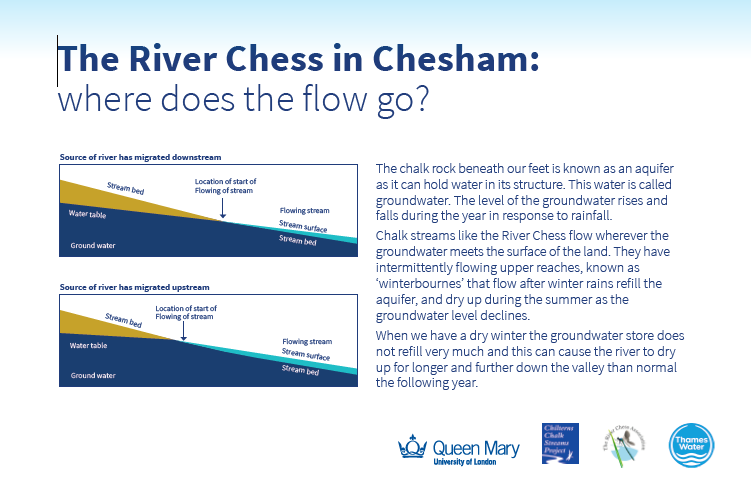 The River Chess in Chesham:
where does the flow go?
Source of river has migrated downstream
Stream bed
Location of start of
Flowing of stream
Water table
Flowing stream
Stream surface
Stream bed
Ground water
Source of river has migrated upstream
Stream bed
Location of start of
Flowing of stream
Water table
Flowing stream
Stream surface
Stream bed
Ground water
The chalk rock beneath our feet is known as an aquifer
as it can hold water in its structure. This water is called
groundwater. The level of the groundwater rises and
falls during the year in response to rainfall.
Chalk streams like the River Chess flow wherever the
groundwater meets the surface of the land. They have
intermittently flowing upper reaches, known as
‘winterbournes’ that flow after winter rains refill the
aquifer, and dry up during the summer as the
groundwater level declines.
When we have a dry winter the groundwater store does
not refill very much and this can cause the river to dry
up for longer and further down the valley than normal
the following year.
Queen Mary
University of London
Chilterns
Chalk
Streams
Project
The River Chess Association
Thames
Water